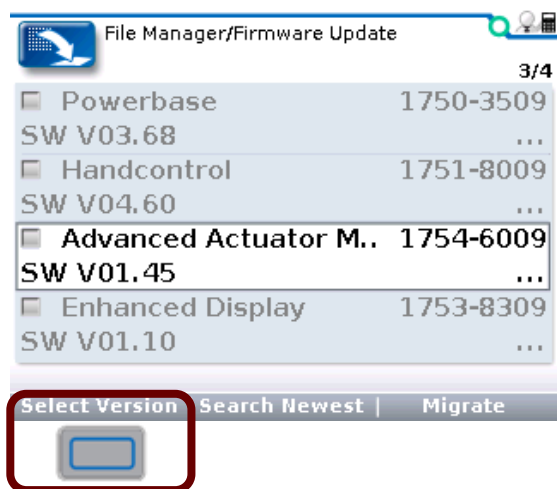 File Manager/Firmware Update
3/4
Powerbase 1750-3509
SW V03.68 ...
Handcontrol 1751-8009
SW V04.60 ...
Advanced Actuator M.. 1754-6009
SW V01.45 ...
Enhanced Display 1753-8309
SW V01.10 ...
Select Version | Search Newest | Migrate